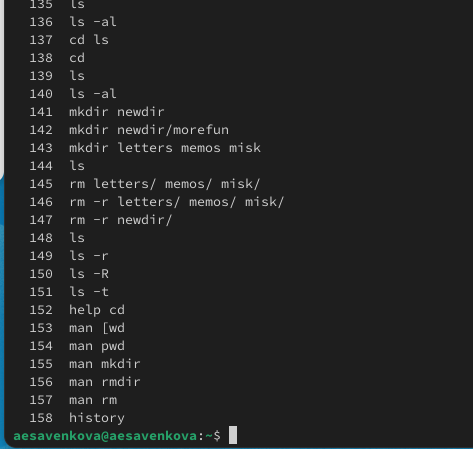 135 ls
136 ls -al
137 cd ls
138 cd
139 ls
140 ls -al
141 mkdir newdir
142 mkdir newdir/morefun
143 mkdir letters memos misk
144 ls
145 rm letters/ memos/ misk/
146 rm -r letters/ memos/ misk/
147 rm -r newdir/
148 ls
149 ls -r
150 ls -R
151 ls -t
152 help cd
153 man [wd
154 man pwd
155 man mkdir
156 man rmdir
157 man rm
158 history
aesavenkova@aesavenkova:~$